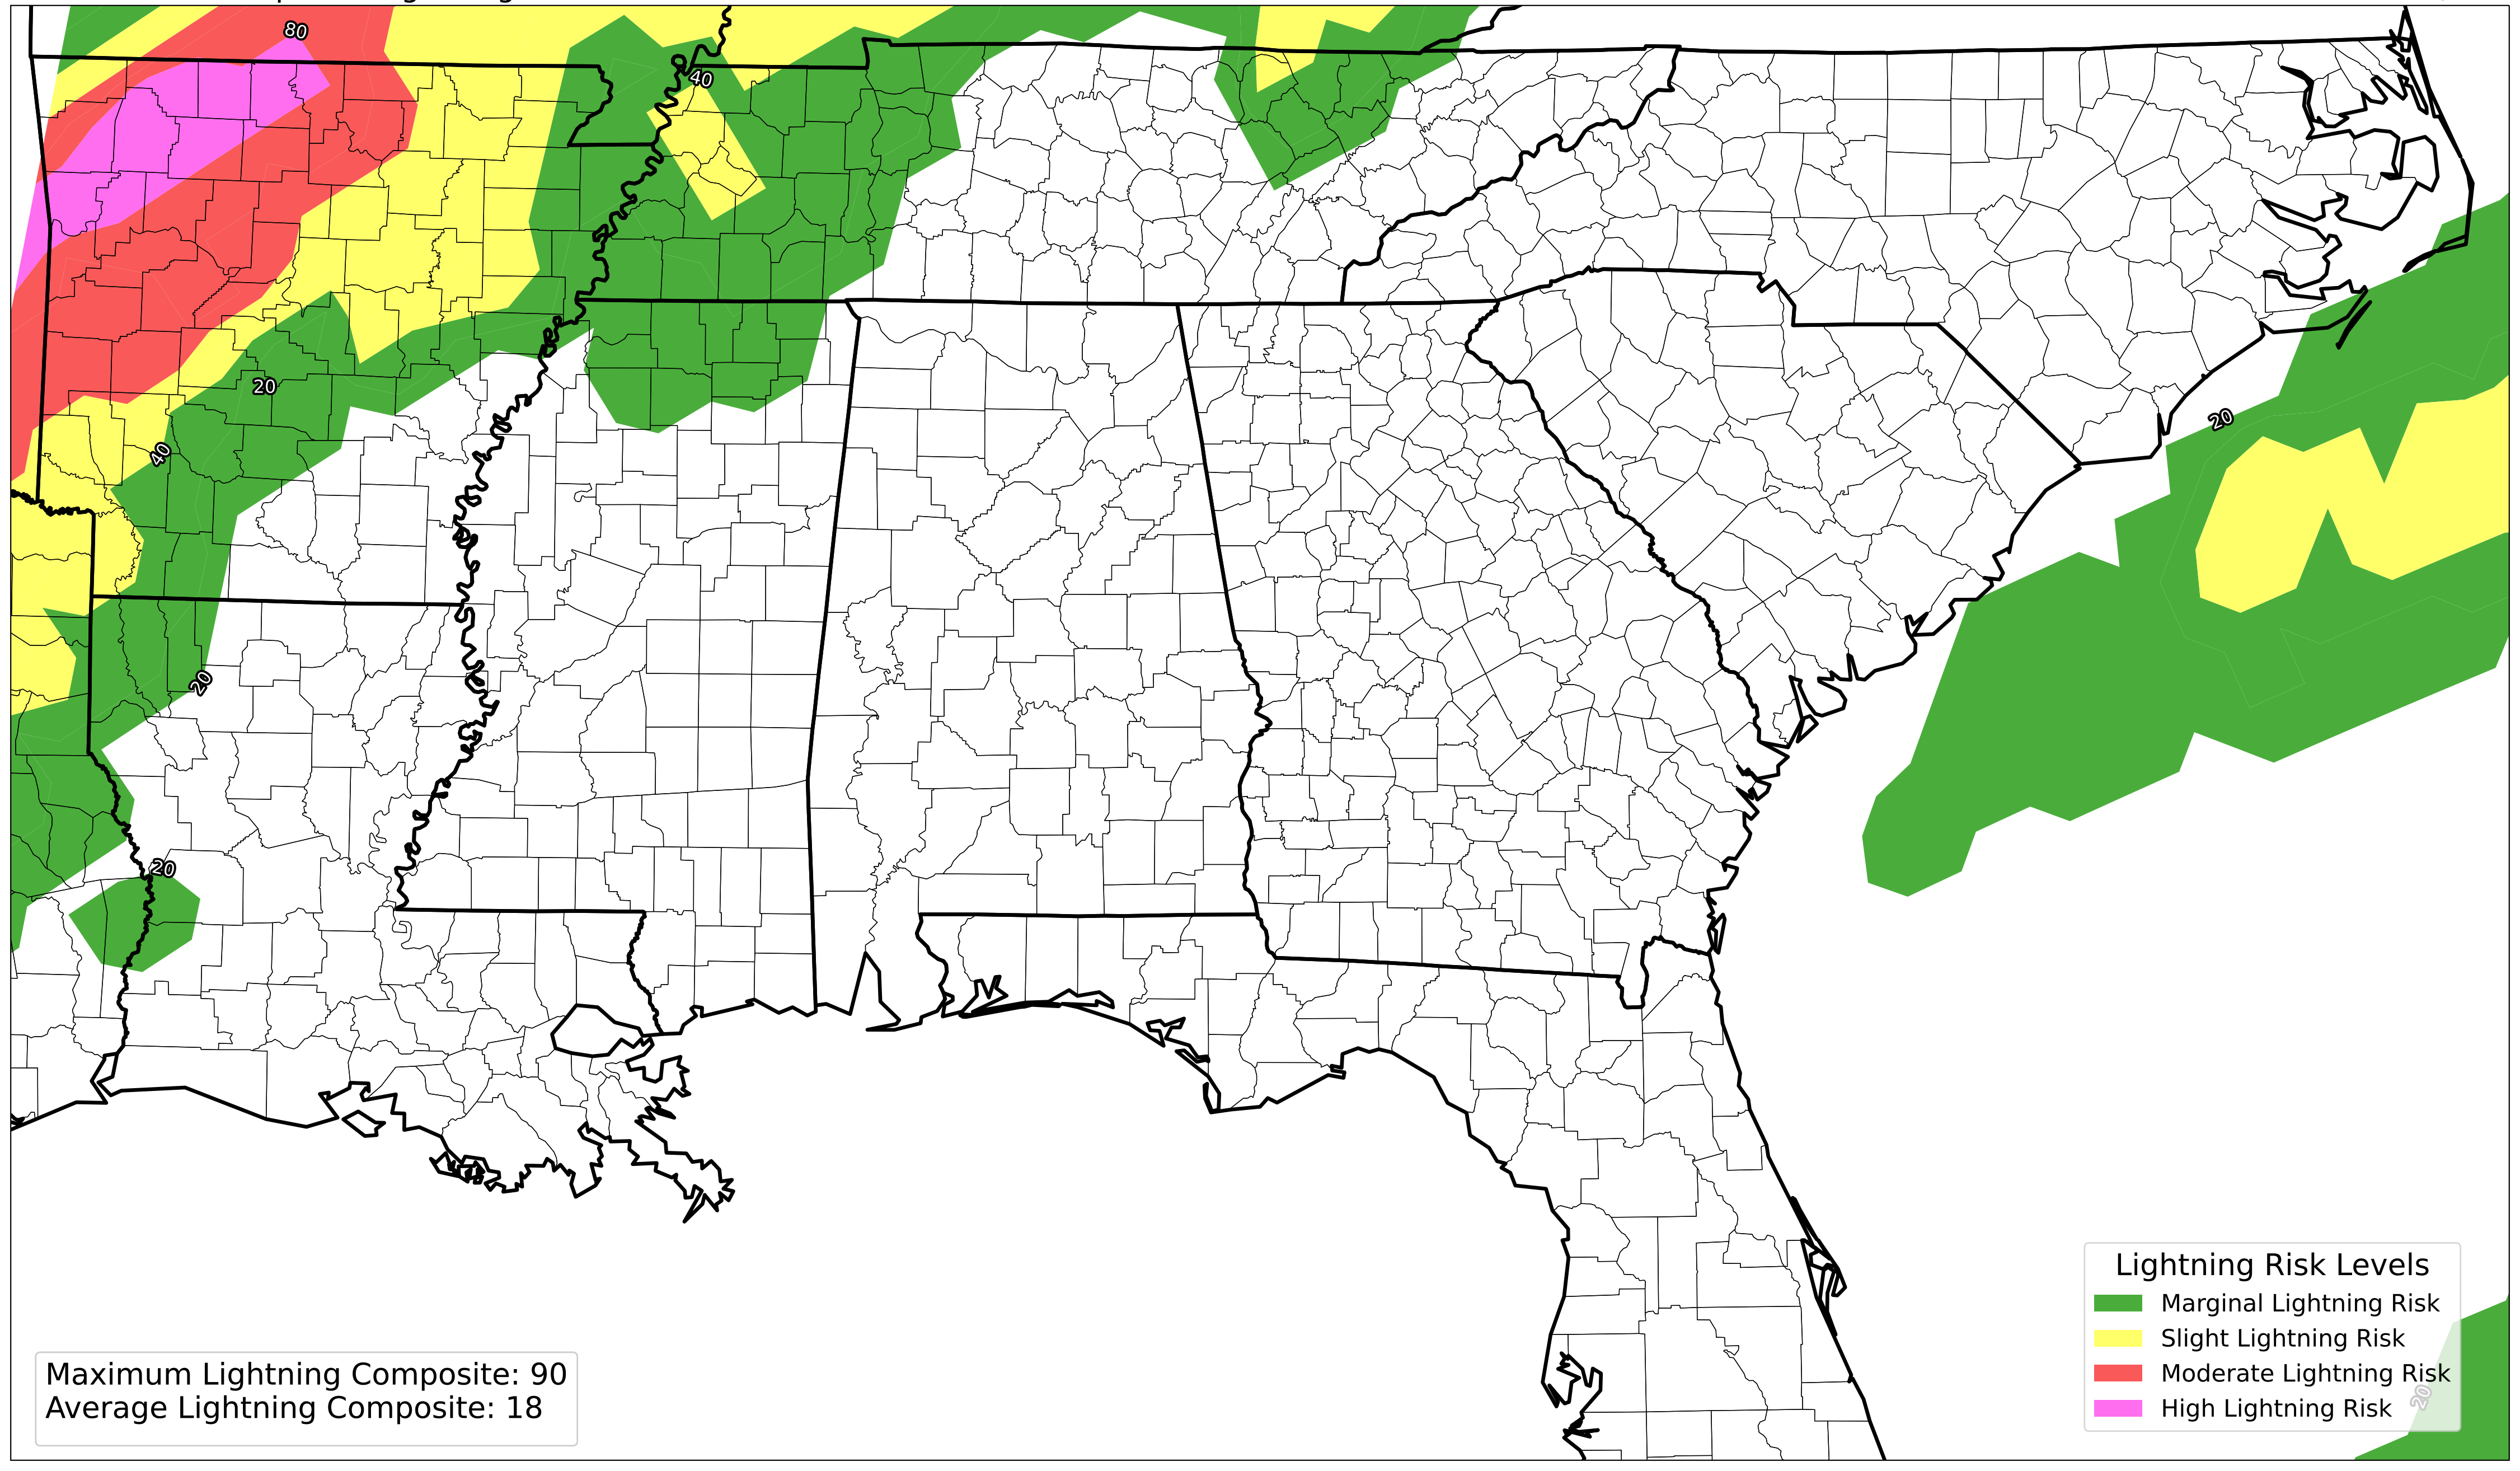 80
40
20
40
20
20
20
Lightning Risk Levels
Marginal Lightning Risk
Slight Lightning Risk
Moderate Lightning Risk
High Lightning Risk
20
Maximum Lightning Composite: 90
Average Lightning Composite: 18